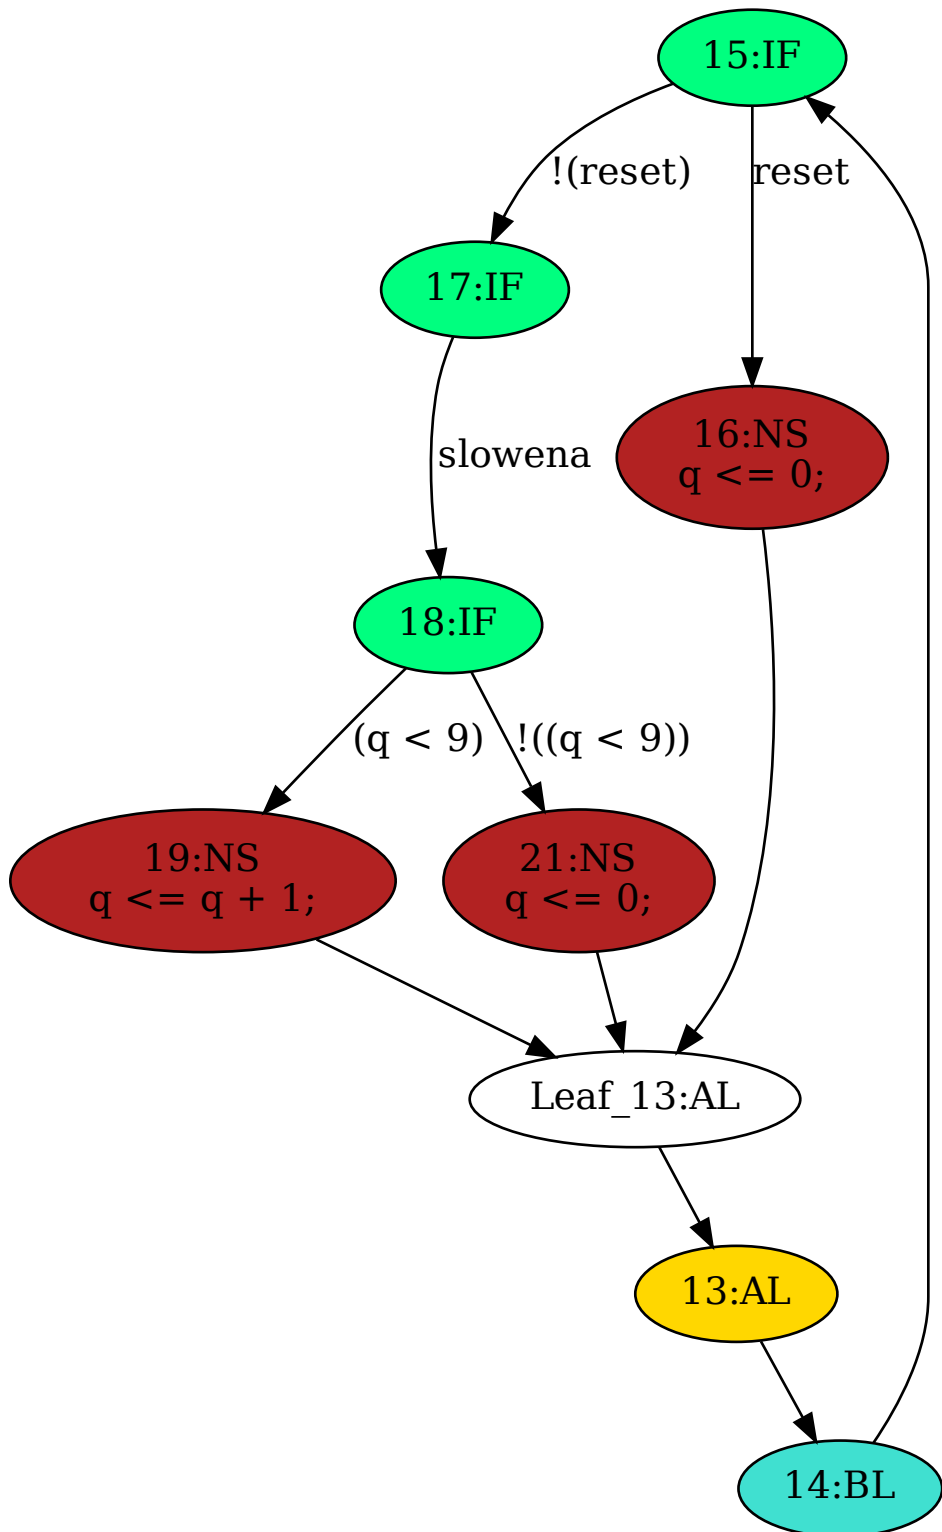 15:IF
!(reset)
reset
17:IF
16:NS
q <= 0;
slowena
18:IF
(q < 9)
!((q < 9))
19:NS
q <= q + 1;
21:NS
q <= 0;
Leaf_13:AL
13:AL
14:BL